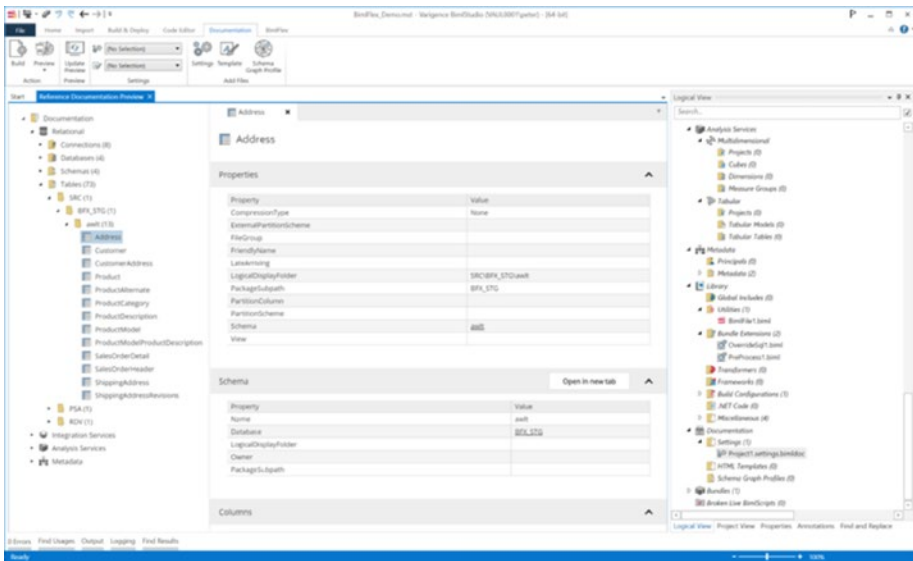 BimlFlex_Demo.mst - Varigence BimlStudio - [64-bit]
File Home Import Build & Deploy Code Editor Documentation BimlFlex
(No Selection)
(No Selection)
Build Preview Update Preview Settings Template Schema Graph Profile
Action Preview Settings Add Files
Start Reference Documentation Preview X
Documentation
Relational
Connections (8)
Databases (4)
Schemas (4)
Tables (73)
SRC (1)
BFX_STG (1)
awlt (13)
Address
Customer
CustomerAddress
Product
ProductAlternate
ProductCategory
ProductDescription
ProductModel
ProductModelProductDescription
SalesOrderDetail
SalesOrderHeader
ShippingAddress
ShippingAddressRevisions
PSA (1)
RDV (1)
Integration Services
Analysis Services
Metadata
Address
Address
Properties
Property Value
CompressionType None
ExternalPartitionScheme
FileGroup
FriendlyName
LateArriving
LogicalDisplayFolder SRC\BFX_STG\awlt
PackageSubpath BFX_STG
PartitionColumn
PartitionScheme
Schema awlt
View
Schema Open in new tab
Property Value
Name awlt
Database BFX_STG
LogicalDisplayFolder
Owner
PackageSubpath
Columns
Logical View
Search...
Analysis Services
Multidimensional
Projects (0)
Cubes (0)
Dimensions (0)
Measure Groups (0)
Tabular
Projects (0)
Tabular Models (0)
Tabular Tables (0)
Metadata
Principals (0)
Metadata (2)
Library
Global Includes (0)
Utilities (1)
BimlFile1.biml
Bundle Extensions (2)
OverrideSql1.biml
PreProcess1.biml
Transformers (0)
Frameworks (0)
Build Configurations (1)
.NET Code (0)
Miscellaneous (4)
Documentation
Settings (1)
Project1.settings.bimldoc
HTML Templates (0)
Schema Graph Profiles (0)
Bundles (1)
Broken Live BimlScripts (0)
Logical View Project View Properties Annotations Find and Replace
0 Errors Find Usages Output Logging Find Results
Ready 100%